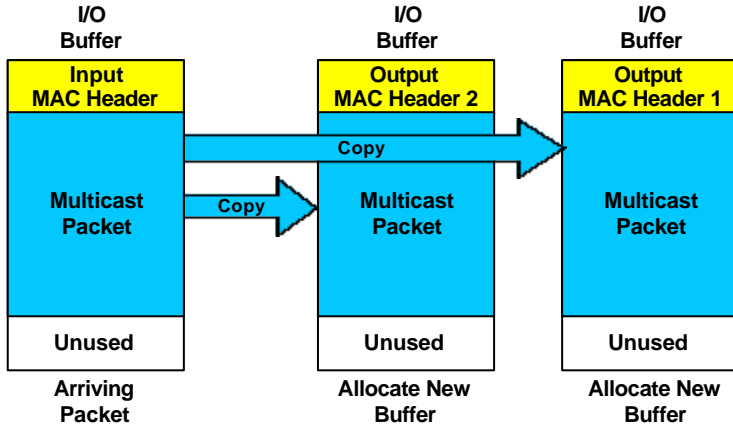 I/O
Buffer
I/O
Buffer
I/O
Buffer
Input
MAC Header
Output
MAC Header 2
Output
MAC Header 1
Copy
Copy
Multicast
Packet
Multicast
Packet
Multicast
Packet
Unused
Unused
Unused
Arriving
Packet
Allocate New
Buffer
Allocate New
Buffer